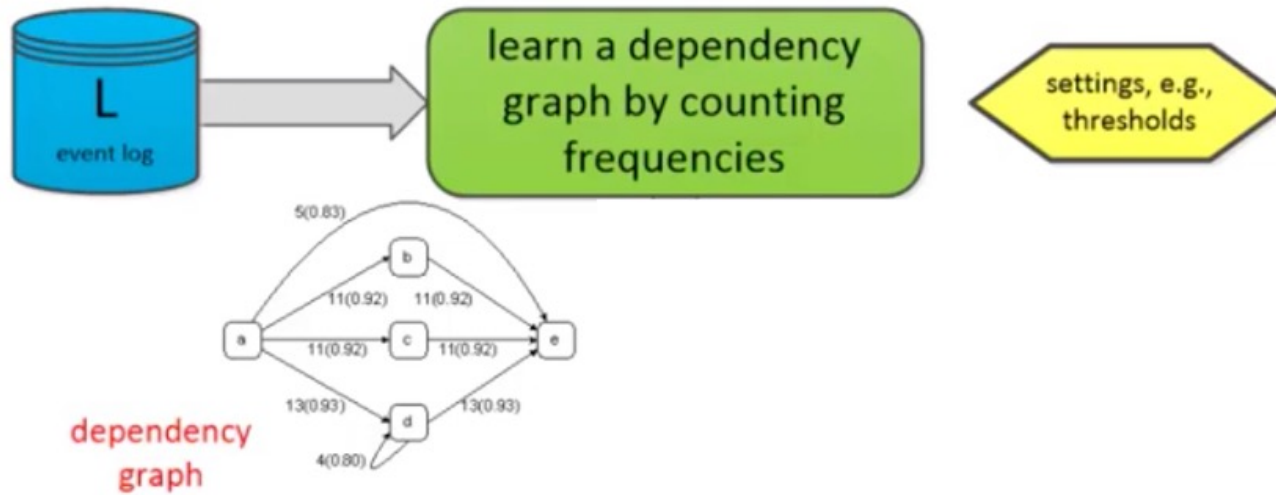 L
event log
learn a dependency
graph by counting
frequencies
settings, e.g.,
thresholds
5(0.83)
b
11(0.92) 11(0.92)
a
c
e
11(0.92) 11(0.92)
13(0.93)
d
13(0.93)
4(0.80)
dependency
graph